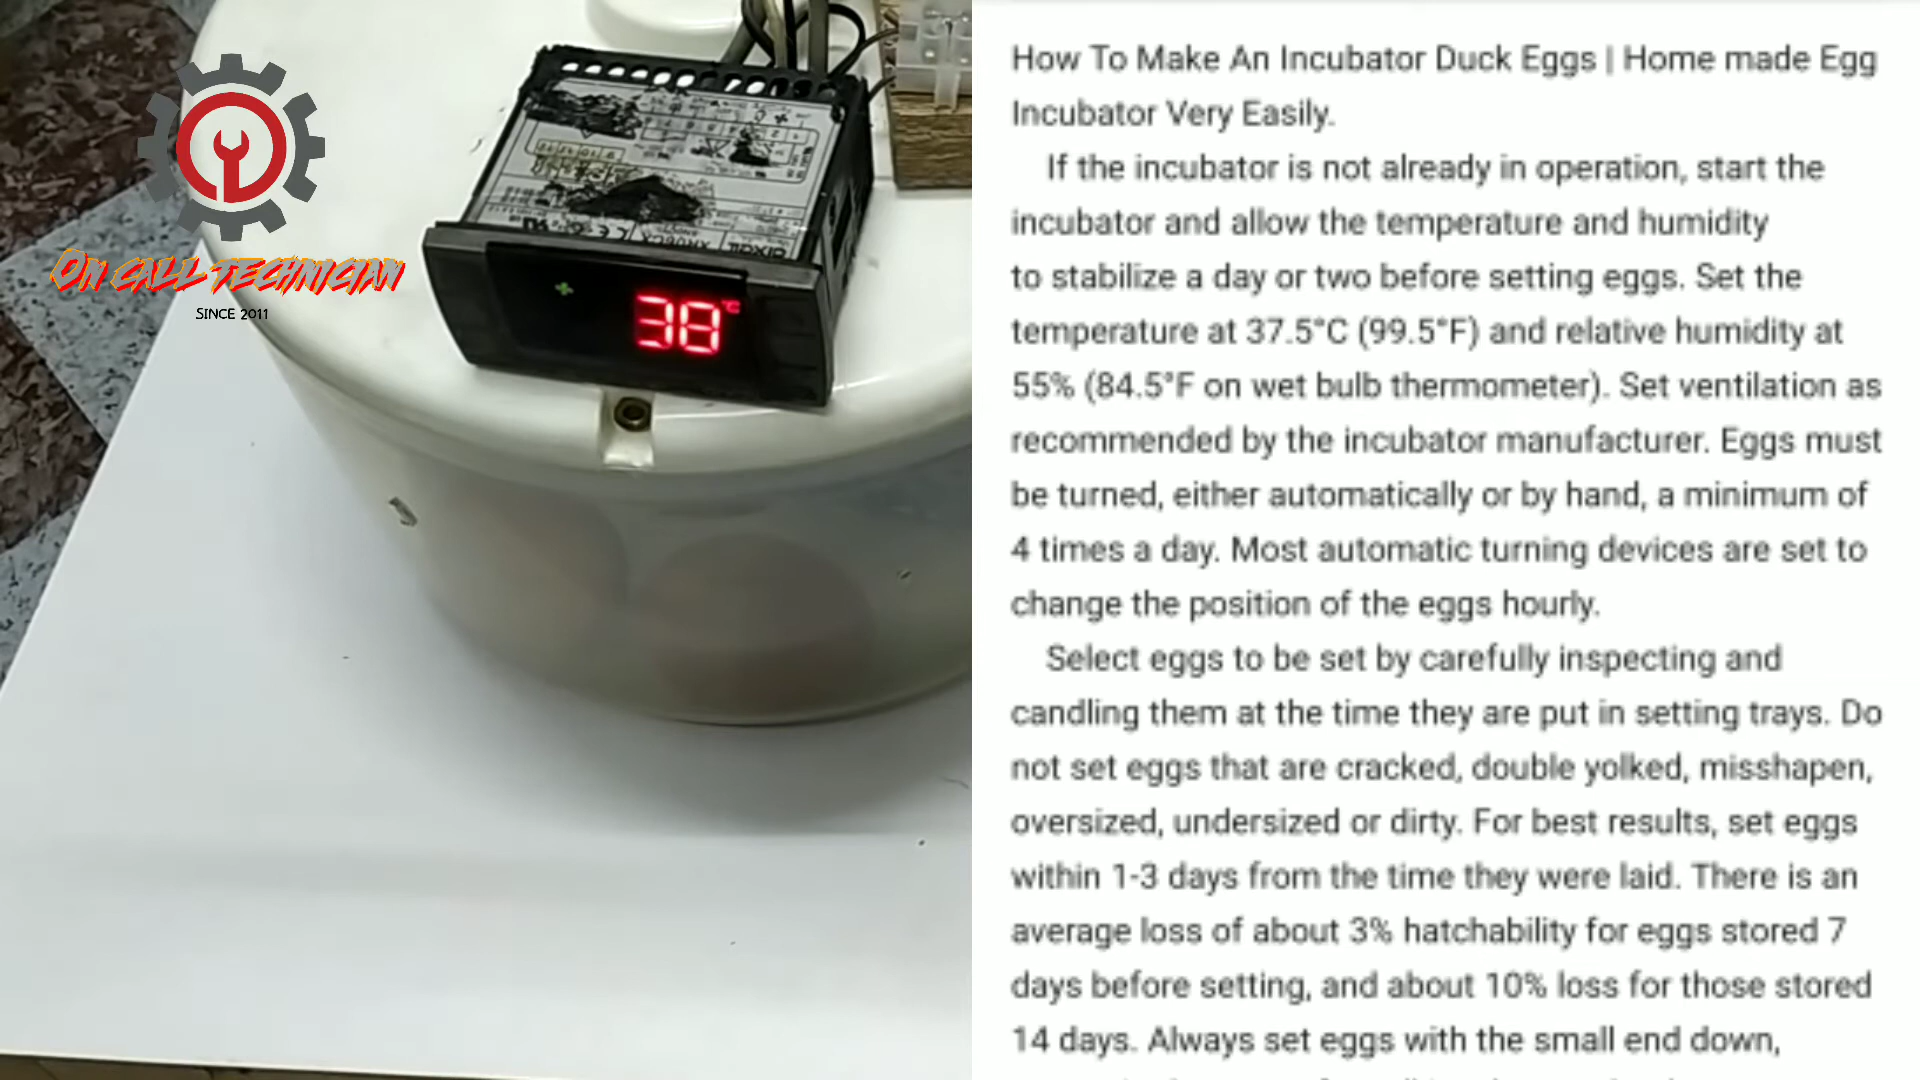 On call technician
SINCE 2011
38 °C
How To Make An Incubator Duck Eggs | Home made Egg
Incubator Very Easily.
If the incubator is not already in operation, start the
incubator and allow the temperature and humidity
to stabilize a day or two before setting eggs. Set the
temperature at 37.5°C (99.5°F) and relative humidity at
55% (84.5°F on wet bulb thermometer). Set ventilation as
recommended by the incubator manufacturer. Eggs must
be turned, either automatically or by hand, a minimum of
4 times a day. Most automatic turning devices are set to
change the position of the eggs hourly.
Select eggs to be set by carefully inspecting and
candling them at the time they are put in setting trays. Do
not set eggs that are cracked, double yolked, misshapen,
oversized, undersized or dirty. For best results, set eggs
within 1-3 days from the time they were laid. There is an
average loss of about 3% hatchability for eggs stored 7
days before setting, and about 10% loss for those stored
14 days. Always set eggs with the small end down,